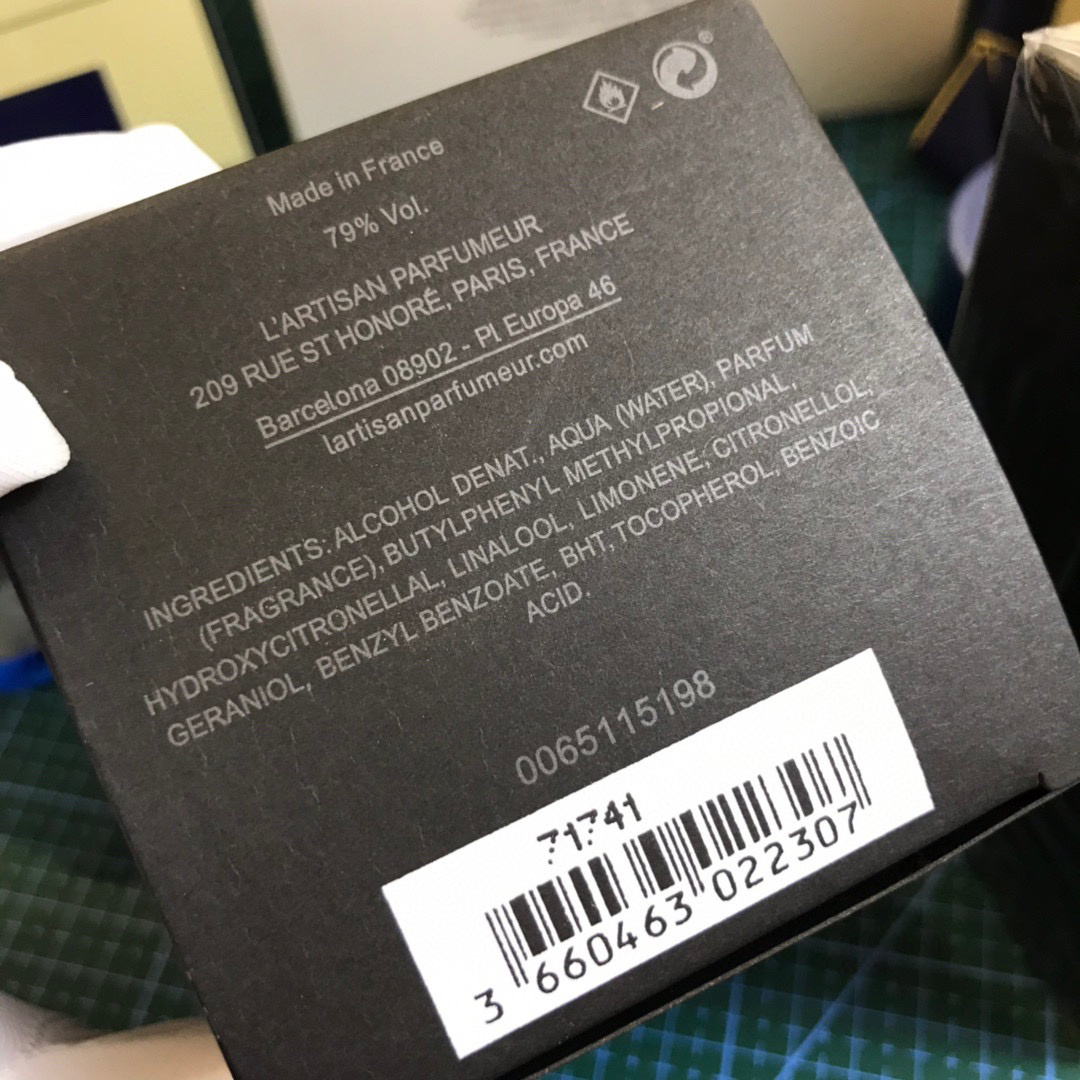 Made in France
79% Vol.
L'ARTISAN PARFUMEUR
209 RUE ST HONORÉ, PARIS, FRANCE
Barcelona 08902 - Pl Europa 46
lartisanparfumeur.com
INGREDIENTS: ALCOHOL DENAT., AQUA (WATER), PARFUM
(FRAGRANCE), BUTYLPHENYL METHYLPROPIONAL,
HYDROXYCITRONELLAL, LINALOOL, LIMONENE, CITRONELLOL,
GERANIOL, BENZYL BENZOATE, BHT, TOCOPHEROL, BENZOIC
ACID.
0065115198
71741
3 660463 022307